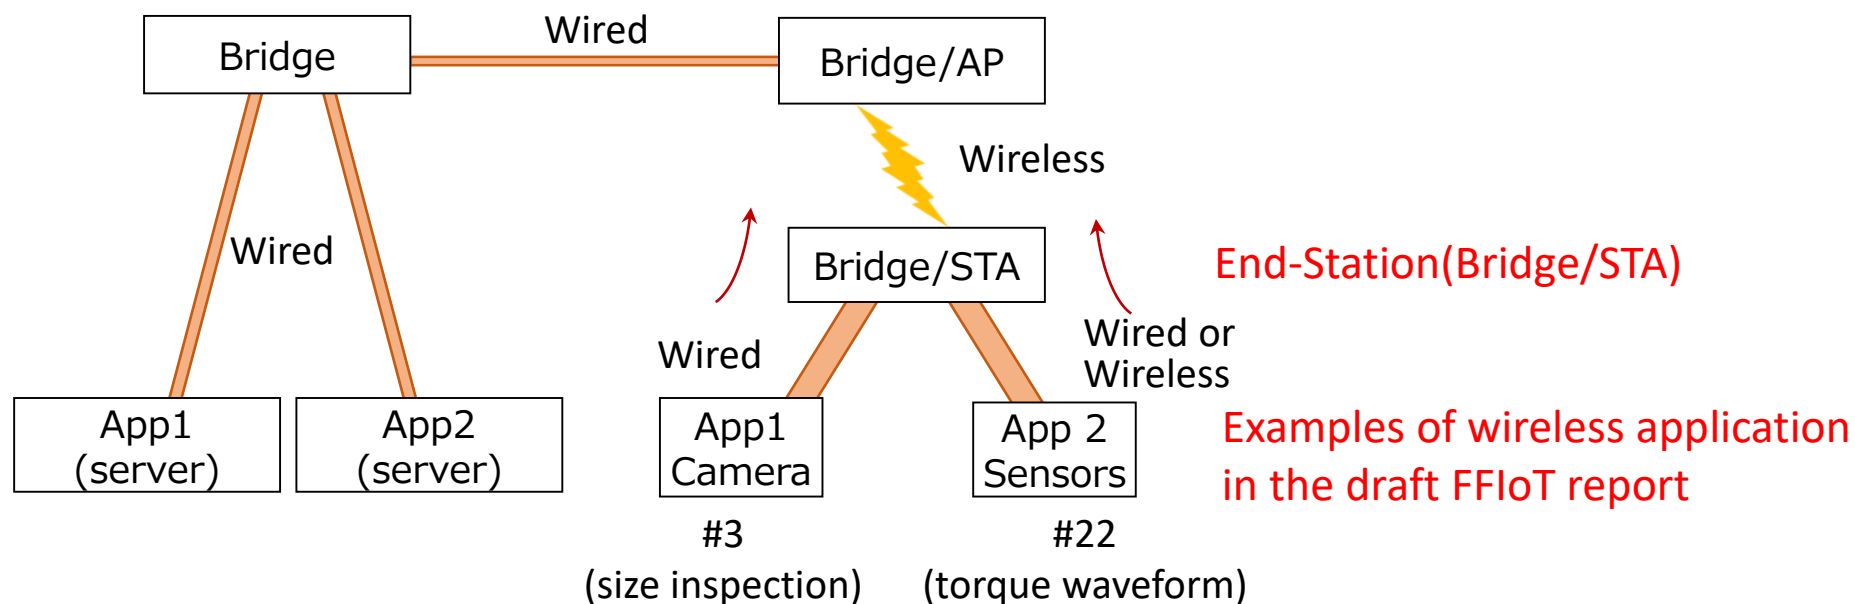 Wired
Bridge
Bridge/AP
Wireless
Wired
Bridge/STA
End-Station(Bridge/STA)
Wired
Wired or
Wireless
App1
(server)
App2
(server)
App1
Camera
App 2
Sensors
Examples of wireless application
in the draft FFIoT report
#3
(size inspection)
#22
(torque waveform)